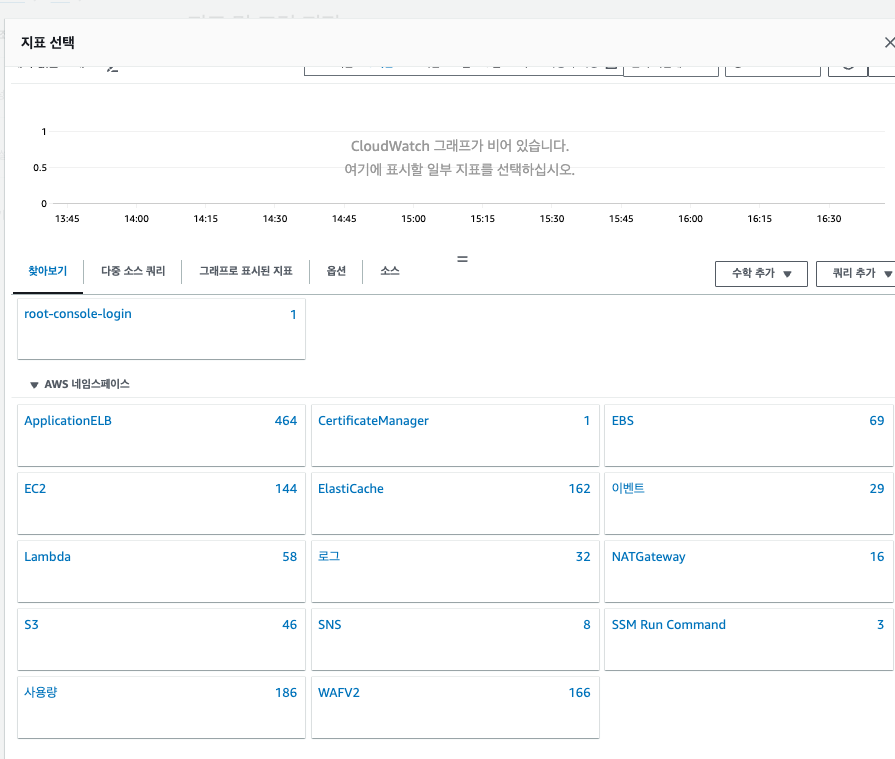 지표 선택
1
CloudWatch 그래프가 비어 있습니다.
0.5
여기에 표시할 일부 지표를 선택하십시오.
0
13:45 14:00 14:15 14:30 14:45 15:00 15:15 15:30 15:45 16:00 16:15 16:30
찾아보기 다중 소스 쿼리 그래프로 표시된 지표 옵션 소스 수학 추가 ▼ 쿼리 추가 ▼
root-console-login 1
▼ AWS 네임스페이스
ApplicationELB 464 CertificateManager 1 EBS 69
EC2 144 ElastiCache 162 이벤트 29
Lambda 58 로그 32 NATGateway 16
S3 46 SNS 8 SSM Run Command 3
사용량 186 WAFV2 166